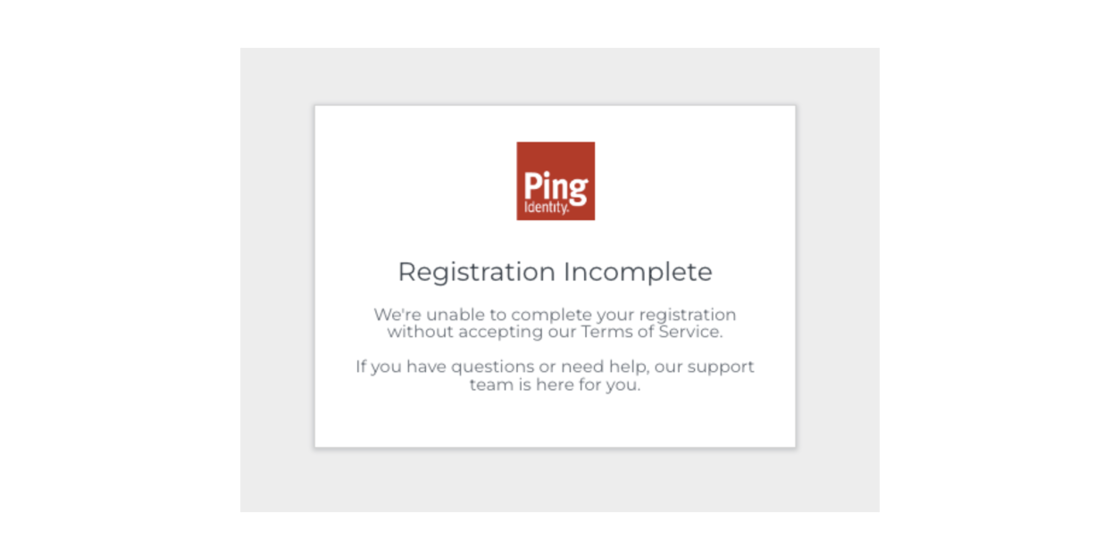 Ping
Identity.
Registration Incomplete
We're unable to complete your registration
without accepting our Terms of Service.
If you have questions or need help, our support
team is here for you.